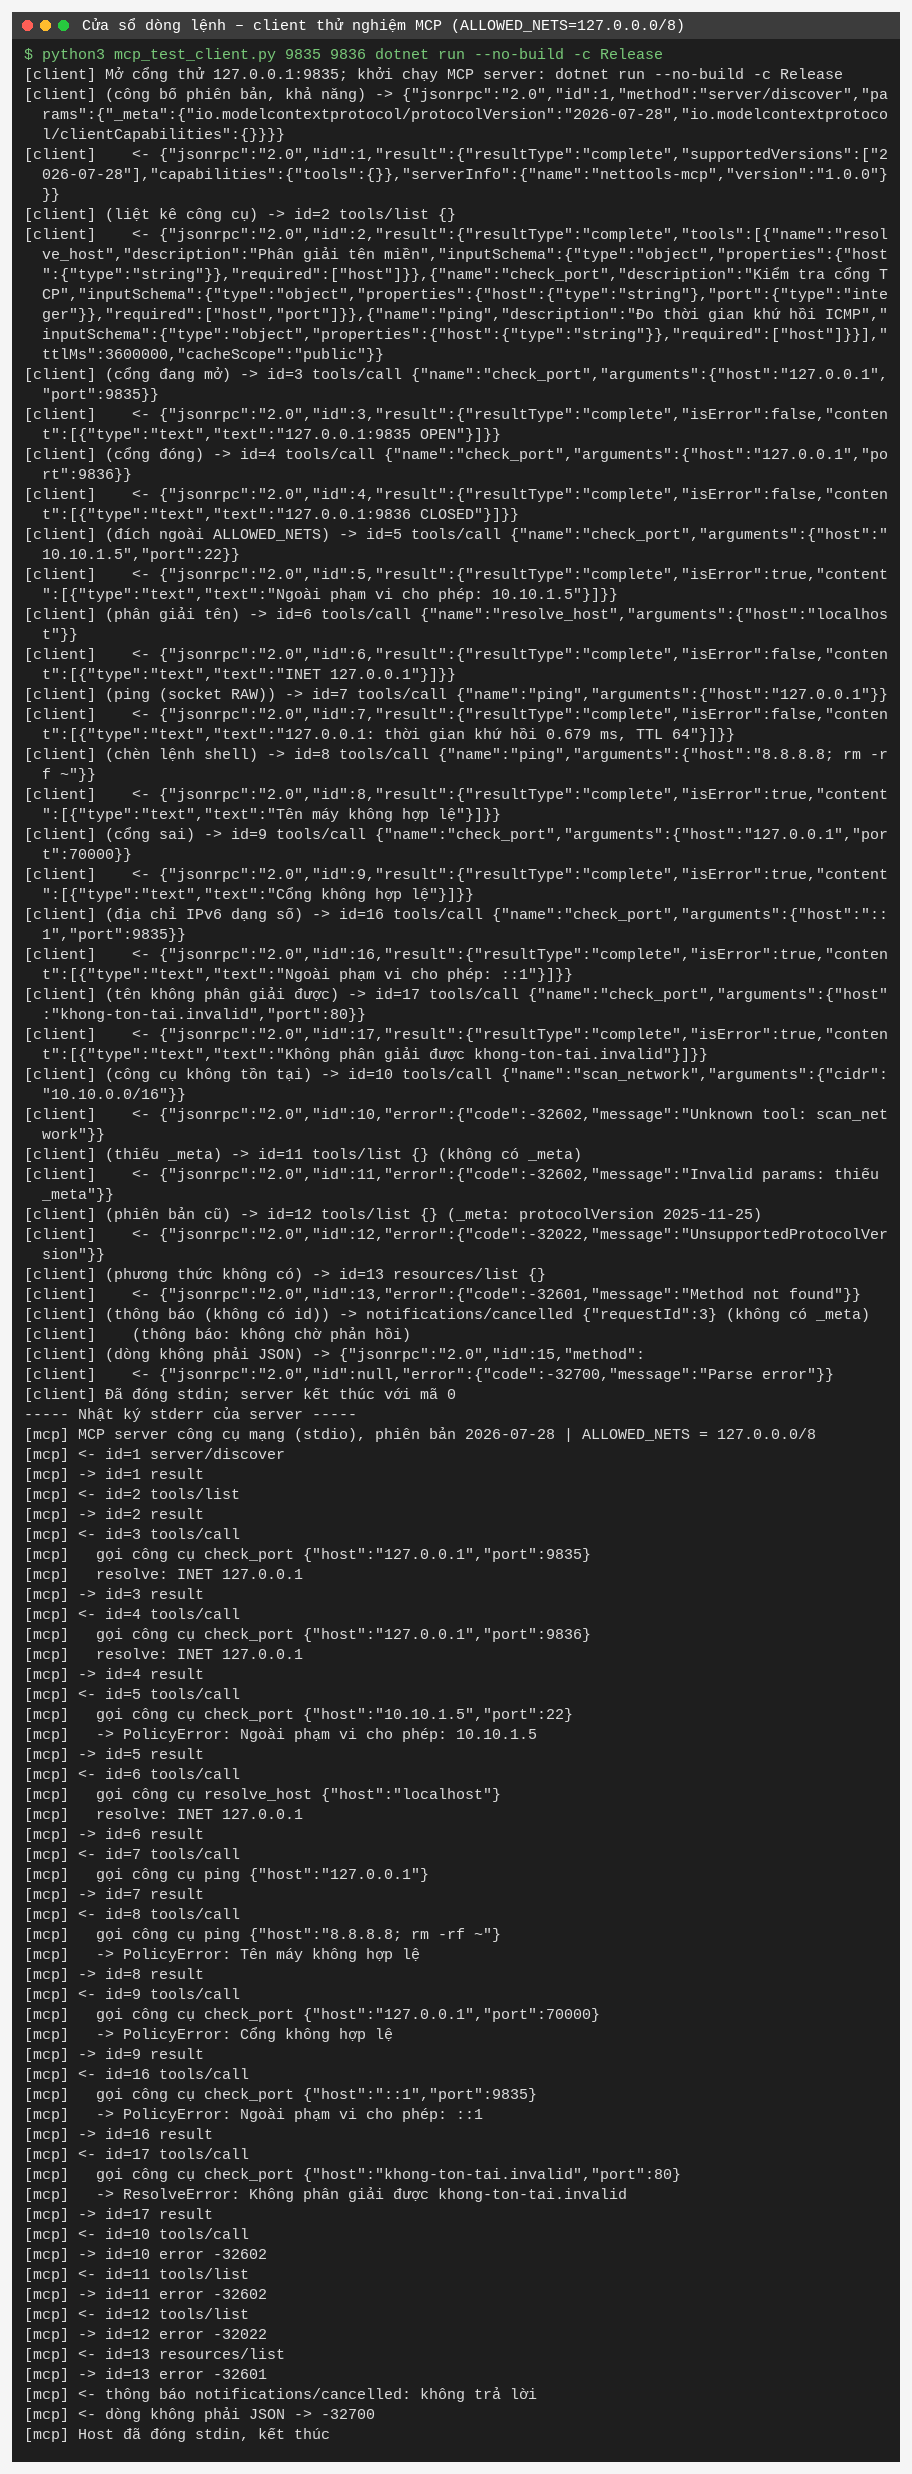 Cửa sổ dòng lệnh – client thử nghiệm MCP (ALLOWED_NETS=127.0.0.0/8)
$ python3 mcp_test_client.py 9835 9836 dotnet run --no-build -c Release
[client] Mở cổng thử 127.0.0.1:9835; khởi chạy MCP server: dotnet run --no-build -c Release
[client] (công bố phiên bản, khả năng) -> {"jsonrpc":"2.0","id":1,"method":"server/discover","pa
rams":{"_meta":{"io.modelcontextprotocol/protocolVersion":"2026-07-28","io.modelcontextprotoco
l/clientCapabilities":{}}}}
[client]    <- {"jsonrpc":"2.0","id":1,"result":{"resultType":"complete","supportedVersions":["2
026-07-28"],"capabilities":{"tools":{}},"serverInfo":{"name":"nettools-mcp","version":"1.0.0"}
}}
[client] (liệt kê công cụ) -> id=2 tools/list {}
[client]    <- {"jsonrpc":"2.0","id":2,"result":{"resultType":"complete","tools":[{"name":"resol
ve_host","description":"Phân giải tên miền","inputSchema":{"type":"object","properties":{"host
":{"type":"string"}},"required":["host"]}},{"name":"check_port","description":"Kiểm tra cổng T
CP","inputSchema":{"type":"object","properties":{"host":{"type":"string"},"port":{"type":"inte
ger"}},"required":["host","port"]}},{"name":"ping","description":"Đo thời gian khứ hồi ICMP","
inputSchema":{"type":"object","properties":{"host":{"type":"string"}},"required":["host"]}}],"
ttlMs":3600000,"cacheScope":"public"}}
[client] (cổng đang mở) -> id=3 tools/call {"name":"check_port","arguments":{"host":"127.0.0.1",
"port":9835}}
[client]    <- {"jsonrpc":"2.0","id":3,"result":{"resultType":"complete","isError":false,"conten
t":[{"type":"text","text":"127.0.0.1:9835 OPEN"}]}}
[client] (cổng đóng) -> id=4 tools/call {"name":"check_port","arguments":{"host":"127.0.0.1","po
rt":9836}}
[client]    <- {"jsonrpc":"2.0","id":4,"result":{"resultType":"complete","isError":false,"conten
t":[{"type":"text","text":"127.0.0.1:9836 CLOSED"}]}}
[client] (đích ngoài ALLOWED_NETS) -> id=5 tools/call {"name":"check_port","arguments":{"host":"
10.10.1.5","port":22}}
[client]    <- {"jsonrpc":"2.0","id":5,"result":{"resultType":"complete","isError":true,"content
":[{"type":"text","text":"Ngoài phạm vi cho phép: 10.10.1.5"}]}}
[client] (phân giải tên) -> id=6 tools/call {"name":"resolve_host","arguments":{"host":"localhos
t"}}
[client]    <- {"jsonrpc":"2.0","id":6,"result":{"resultType":"complete","isError":false,"conten
t":[{"type":"text","text":"INET 127.0.0.1"}]}}
[client] (ping (socket RAW)) -> id=7 tools/call {"name":"ping","arguments":{"host":"127.0.0.1"}}
[client]    <- {"jsonrpc":"2.0","id":7,"result":{"resultType":"complete","isError":false,"conten
t":[{"type":"text","text":"127.0.0.1: thời gian khứ hồi 0.679 ms, TTL 64"}]}}
[client] (chèn lệnh shell) -> id=8 tools/call {"name":"ping","arguments":{"host":"8.8.8.8; rm -r
f ~"}}
[client]    <- {"jsonrpc":"2.0","id":8,"result":{"resultType":"complete","isError":true,"content
":[{"type":"text","text":"Tên máy không hợp lệ"}]}}
[client] (cổng sai) -> id=9 tools/call {"name":"check_port","arguments":{"host":"127.0.0.1","por
t":70000}}
[client]    <- {"jsonrpc":"2.0","id":9,"result":{"resultType":"complete","isError":true,"content
":[{"type":"text","text":"Cổng không hợp lệ"}]}}
[client] (địa chỉ IPv6 dạng số) -> id=16 tools/call {"name":"check_port","arguments":{"host":"::
1","port":9835}}
[client]    <- {"jsonrpc":"2.0","id":16,"result":{"resultType":"complete","isError":true,"conten
t":[{"type":"text","text":"Ngoài phạm vi cho phép: ::1"}]}}
[client] (tên không phân giải được) -> id=17 tools/call {"name":"check_port","arguments":{"host"
:"khong-ton-tai.invalid","port":80}}
[client]    <- {"jsonrpc":"2.0","id":17,"result":{"resultType":"complete","isError":true,"conten
t":[{"type":"text","text":"Không phân giải được khong-ton-tai.invalid"}]}}
[client] (công cụ không tồn tại) -> id=10 tools/call {"name":"scan_network","arguments":{"cidr":
"10.10.0.0/16"}}
[client]    <- {"jsonrpc":"2.0","id":10,"error":{"code":-32602,"message":"Unknown tool: scan_net
work"}}
[client] (thiếu _meta) -> id=11 tools/list {} (không có _meta)
[client]    <- {"jsonrpc":"2.0","id":11,"error":{"code":-32602,"message":"Invalid params: thiếu
_meta"}}
[client] (phiên bản cũ) -> id=12 tools/list {} (_meta: protocolVersion 2025-11-25)
[client]    <- {"jsonrpc":"2.0","id":12,"error":{"code":-32022,"message":"UnsupportedProtocolVer
sion"}}
[client] (phương thức không có) -> id=13 resources/list {}
[client]    <- {"jsonrpc":"2.0","id":13,"error":{"code":-32601,"message":"Method not found"}}
[client] (thông báo (không có id)) -> notifications/cancelled {"requestId":3} (không có _meta)
[client]    (thông báo: không chờ phản hồi)
[client] (dòng không phải JSON) -> {"jsonrpc":"2.0","id":15,"method":
[client]    <- {"jsonrpc":"2.0","id":null,"error":{"code":-32700,"message":"Parse error"}}
[client] Đã đóng stdin; server kết thúc với mã 0
----- Nhật ký stderr của server -----
[mcp] MCP server công cụ mạng (stdio), phiên bản 2026-07-28 | ALLOWED_NETS = 127.0.0.0/8
[mcp] <- id=1 server/discover
[mcp] -> id=1 result
[mcp] <- id=2 tools/list
[mcp] -> id=2 result
[mcp] <- id=3 tools/call
[mcp]   gọi công cụ check_port {"host":"127.0.0.1","port":9835}
[mcp]   resolve: INET 127.0.0.1
[mcp] -> id=3 result
[mcp] <- id=4 tools/call
[mcp]   gọi công cụ check_port {"host":"127.0.0.1","port":9836}
[mcp]   resolve: INET 127.0.0.1
[mcp] -> id=4 result
[mcp] <- id=5 tools/call
[mcp]   gọi công cụ check_port {"host":"10.10.1.5","port":22}
[mcp]   -> PolicyError: Ngoài phạm vi cho phép: 10.10.1.5
[mcp] -> id=5 result
[mcp] <- id=6 tools/call
[mcp]   gọi công cụ resolve_host {"host":"localhost"}
[mcp]   resolve: INET 127.0.0.1
[mcp] -> id=6 result
[mcp] <- id=7 tools/call
[mcp]   gọi công cụ ping {"host":"127.0.0.1"}
[mcp] -> id=7 result
[mcp] <- id=8 tools/call
[mcp]   gọi công cụ ping {"host":"8.8.8.8; rm -rf ~"}
[mcp]   -> PolicyError: Tên máy không hợp lệ
[mcp] -> id=8 result
[mcp] <- id=9 tools/call
[mcp]   gọi công cụ check_port {"host":"127.0.0.1","port":70000}
[mcp]   -> PolicyError: Cổng không hợp lệ
[mcp] -> id=9 result
[mcp] <- id=16 tools/call
[mcp]   gọi công cụ check_port {"host":"::1","port":9835}
[mcp]   -> PolicyError: Ngoài phạm vi cho phép: ::1
[mcp] -> id=16 result
[mcp] <- id=17 tools/call
[mcp]   gọi công cụ check_port {"host":"khong-ton-tai.invalid","port":80}
[mcp]   -> ResolveError: Không phân giải được khong-ton-tai.invalid
[mcp] -> id=17 result
[mcp] <- id=10 tools/call
[mcp] -> id=10 error -32602
[mcp] <- id=11 tools/list
[mcp] -> id=11 error -32602
[mcp] <- id=12 tools/list
[mcp] -> id=12 error -32022
[mcp] <- id=13 resources/list
[mcp] -> id=13 error -32601
[mcp] <- thông báo notifications/cancelled: không trả lời
[mcp] <- dòng không phải JSON -> -32700
[mcp] Host đã đóng stdin, kết thúc